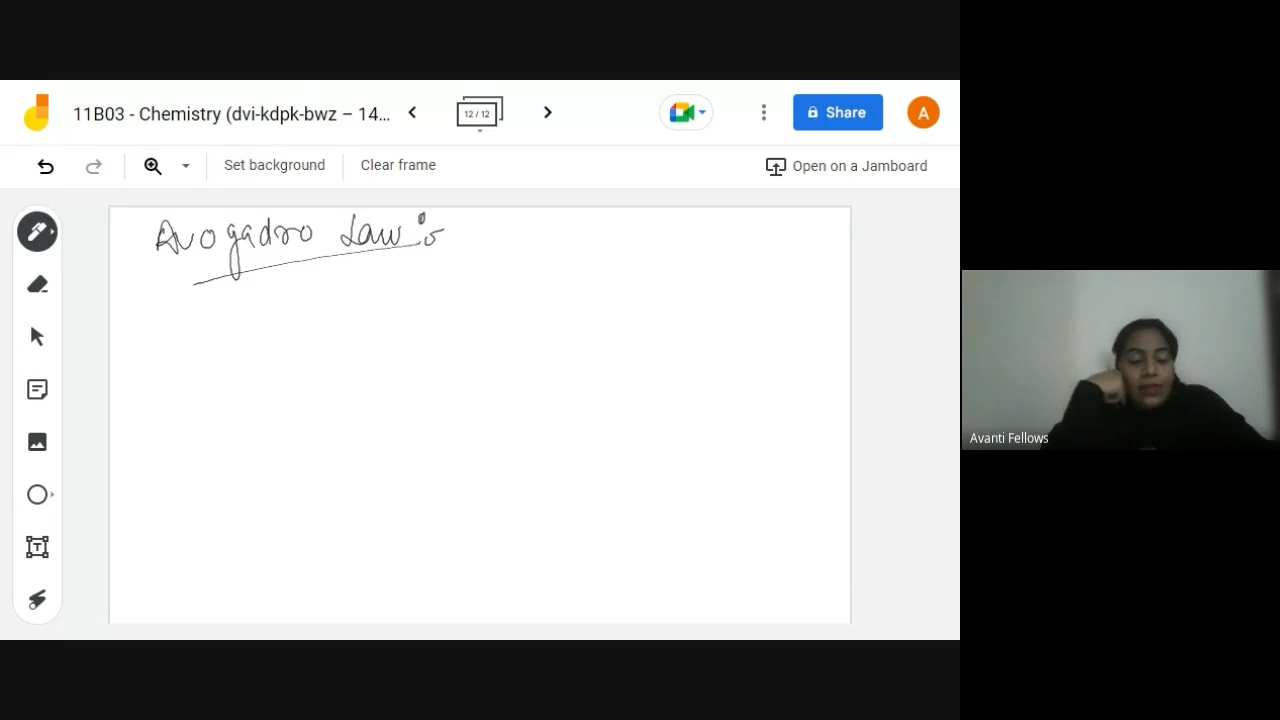 11B03 - Chemistry (dvi-kdpk-bwz – 14...
12 / 12
Share
A
Set background
Clear frame
Open on a Jamboard
Avogadro Law :
T
Avanti Fellows